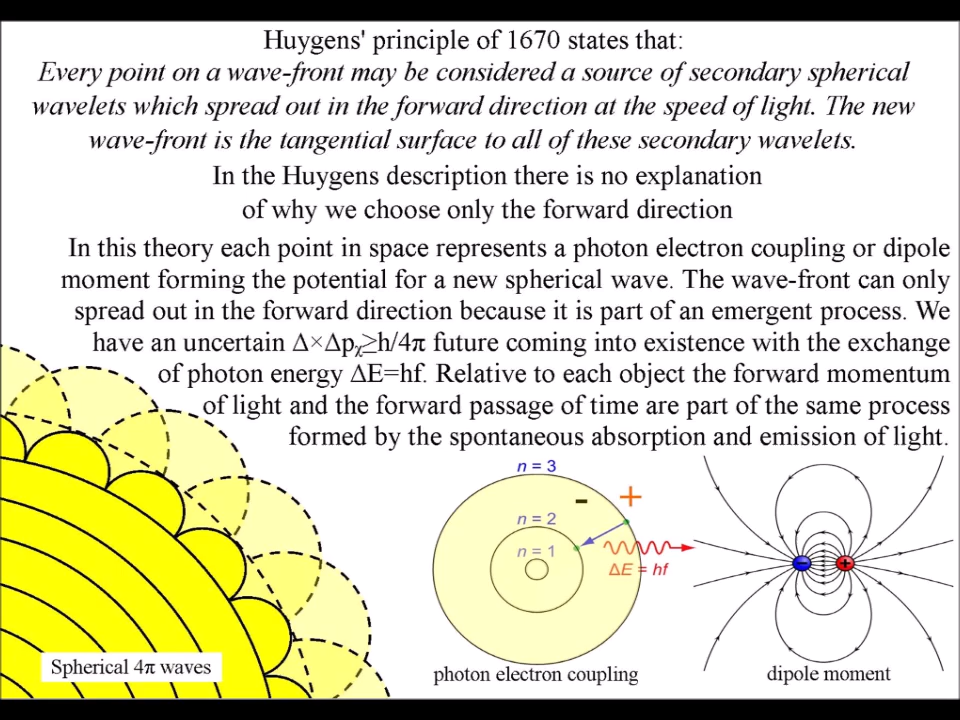 Huygens' principle of 1670 states that:
Every point on a wave-front may be considered a source of secondary spherical
wavelets which spread out in the forward direction at the speed of light. The new
wave-front is the tangential surface to all of these secondary wavelets.
In the Huygens description there is no explanation
of why we choose only the forward direction
In this theory each point in space represents a photon electron coupling or dipole
moment forming the potential for a new spherical wave. The wave-front can only
spread out in the forward direction because it is part of an emergent process. We
have an uncertain Δ×Δpᵪ≥h/4π future coming into existence with the exchange
of photon energy ΔE=hf. Relative to each object the forward momentum
of light and the forward passage of time are part of the same process
formed by the spontaneous absorption and emission of light.
n = 3
- +
n = 2
n = 1
ΔE = hf
- +
Spherical 4π waves
photon electron coupling
dipole moment